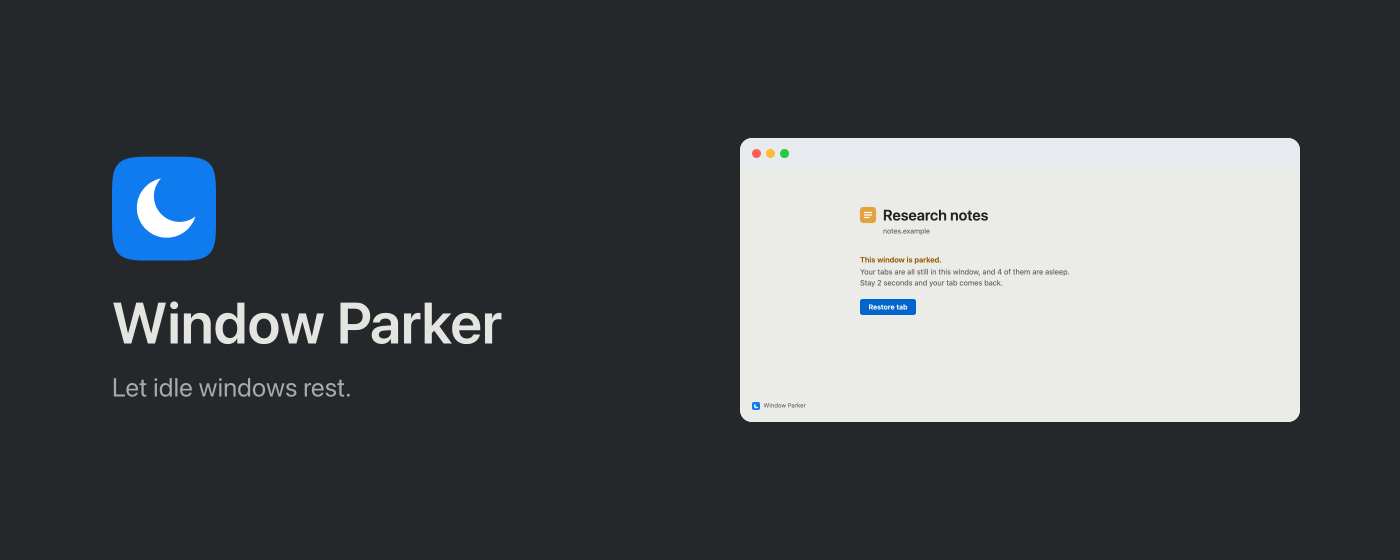 Window Parker
Let idle windows rest.
Research notes
notes.example
This window is parked.
Your tabs are all still in this window, and 4 of them are asleep.
Stay 2 seconds and your tab comes back.
Restore tab
Window Parker